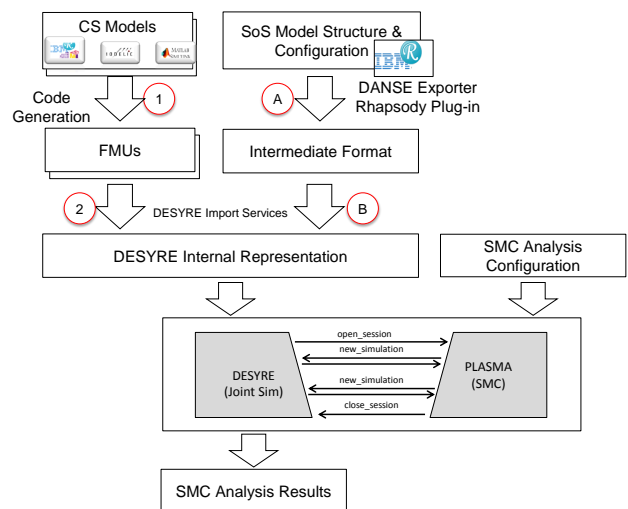 CS Models
MATLAB
SoS Model Structure &
Configuration
IBM
R
DANSE Exporter
Rhapsody Plug-in
Code
Generation
1
A
FMUs
Intermediate Format
2
DESYRE Import Services
B
DESYRE Internal Representation
SMC Analysis
Configuration
open_session
new_simulation
DESYRE
(Joint Sim)
PLASMA
(SMC)
new_simulation
close_session
SMC Analysis Results